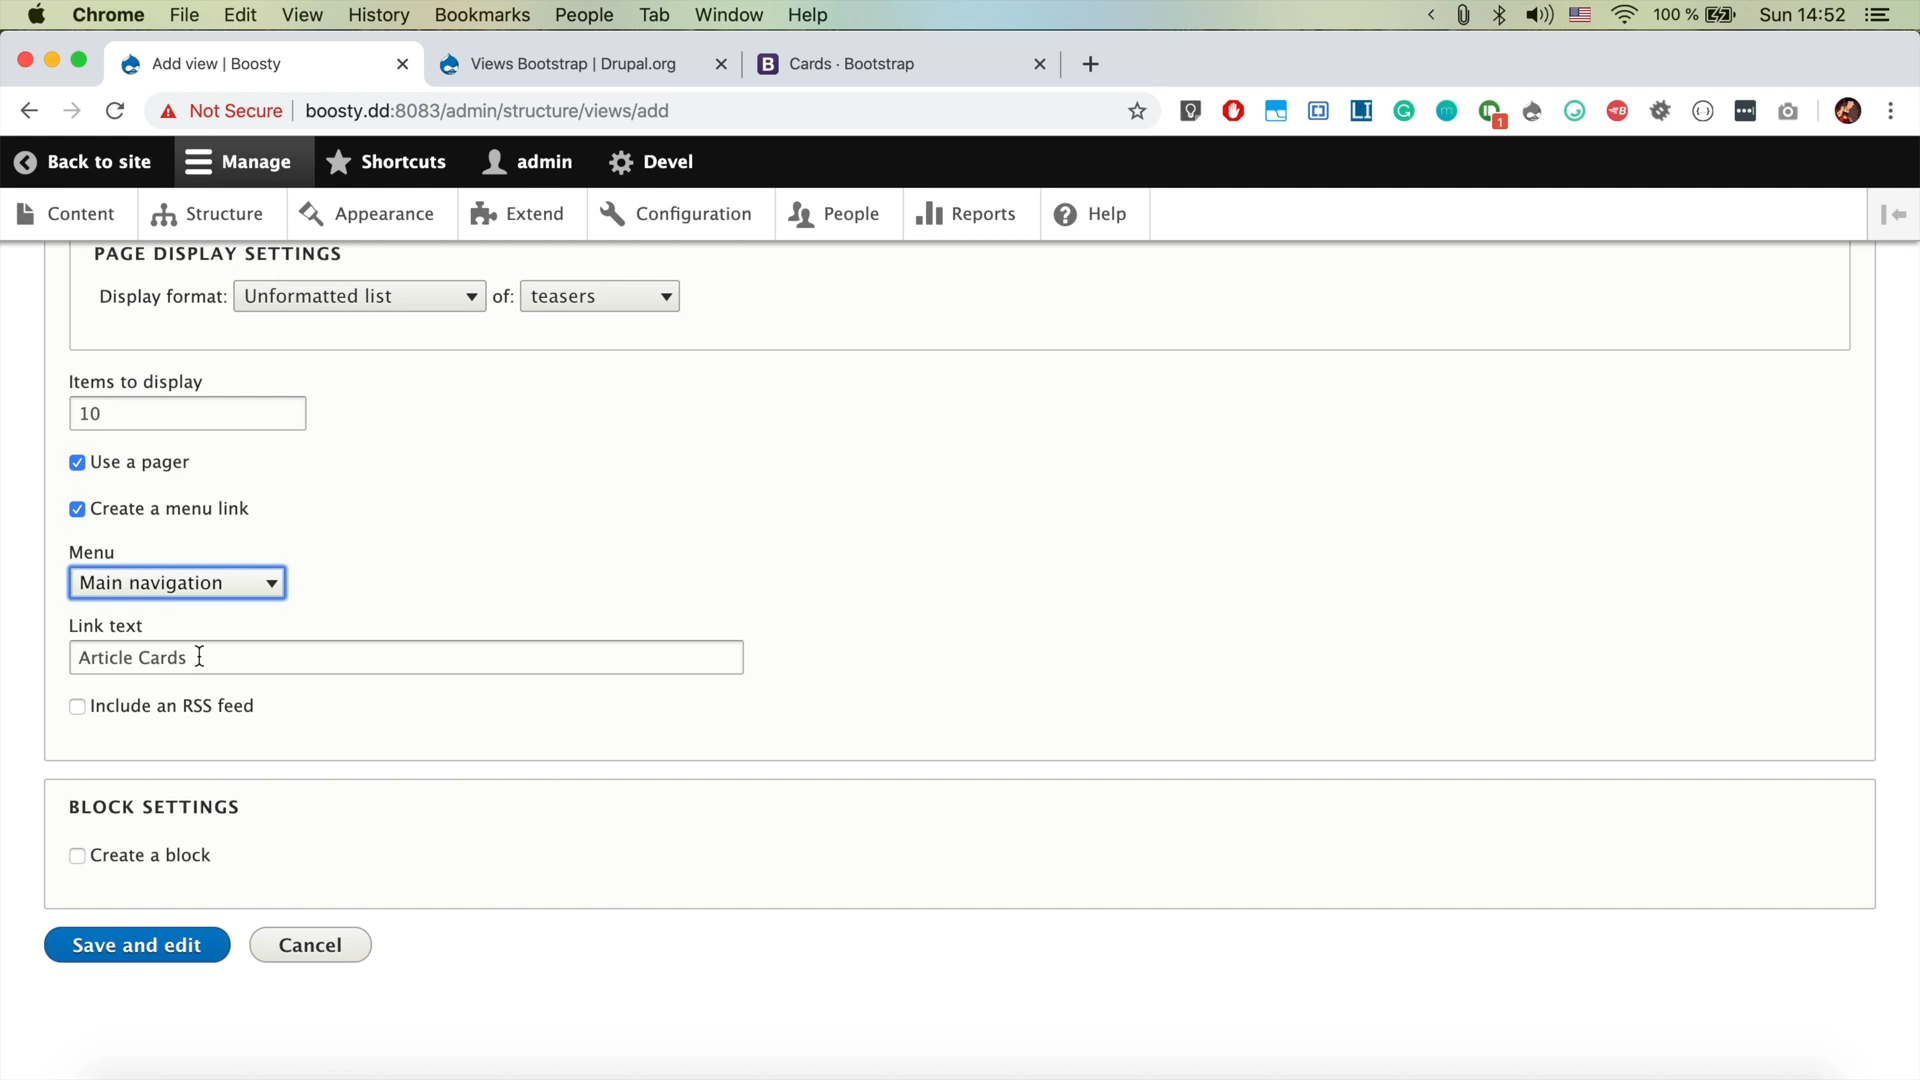 Chrome File Edit View History Bookmarks People Tab Window Help 100 % Sun 14:52
Add view | Boosty Views Bootstrap | Drupal.org B Cards · Bootstrap
Not Secure boosty.dd:8083/admin/structure/views/add 1
Back to site Manage Shortcuts admin Devel
Content Structure Appearance Extend Configuration People Reports Help
PAGE DISPLAY SETTINGS
Display format: Unformatted list of: teasers
Items to display
10
Use a pager
Create a menu link
Menu
Main navigation
Link text
Article Cards
Include an RSS feed
BLOCK SETTINGS
Create a block
Save and edit Cancel